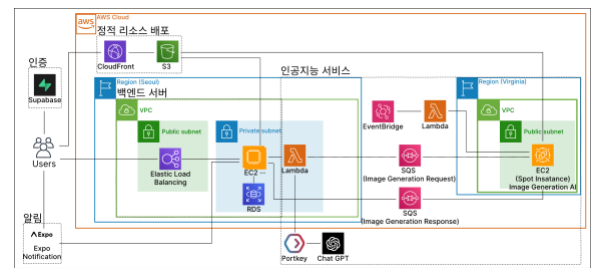 aws
AWS Cloud
정적 리소스 배포
CloudFront
S3
인증
Supabase
Users
알림
Expo
Expo
Notification
Region (Seoul)
백엔드 서버
VPC
Public subnet
Elastic Load
Balancing
Private subnet
EC2
RDS
인공지능 서비스
Lambda
EventBridge
Lambda
SQS
(Image Generation Request)
SQS
(Image Generation Response)
Region (Virginia)
VPC
Public subnet
EC2
(Spot Insatance)
Image Generation AI
Portkey
Chat GPT